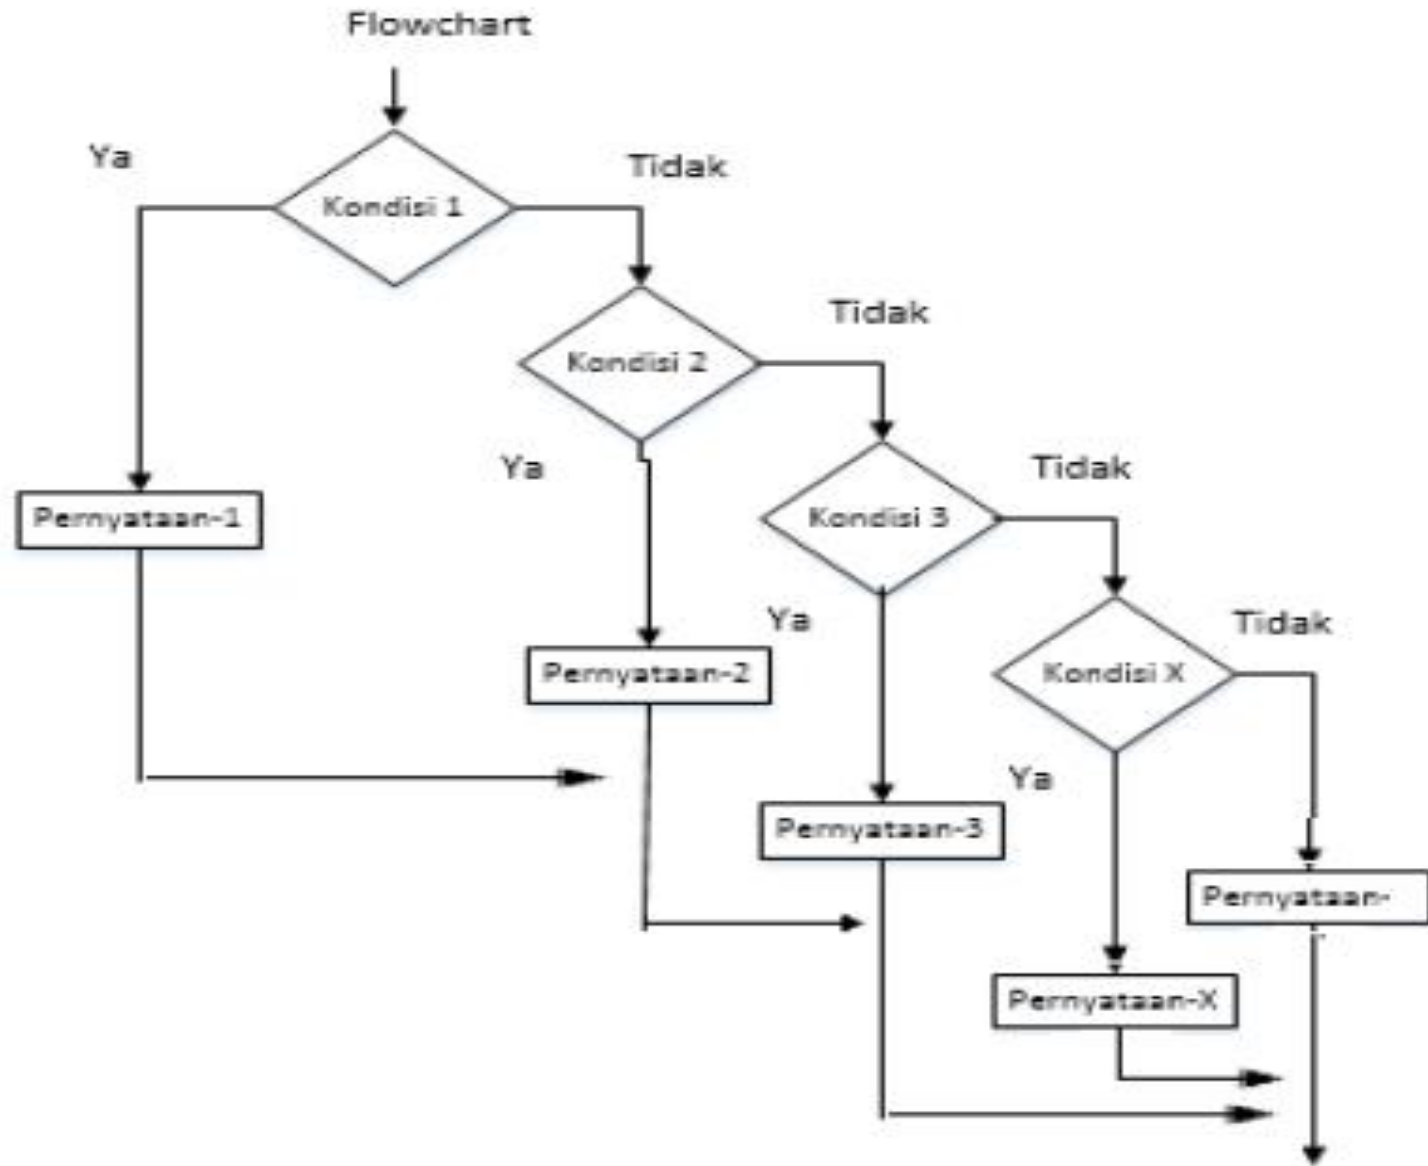 Flowchart
Ya
Tidak
Kondisi 1
Tidak
Kondisi 2
Ya
Tidak
Pernyataan-1
Kondisi 3
Ya
Tidak
Pernyataan-2
Kondisi X
Ya
Pernyataan-3
Pernyataan-
Pernyataan-X